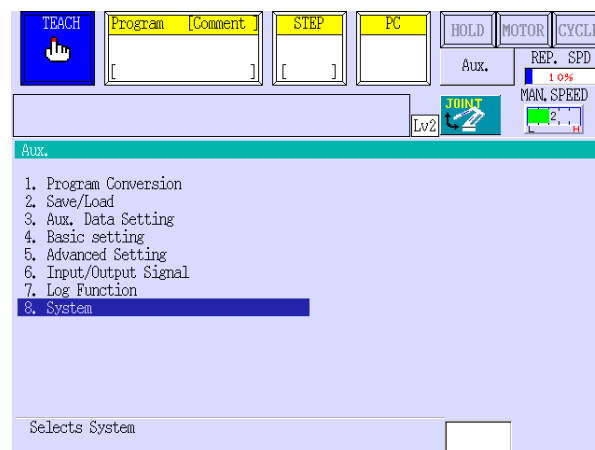 TEACH
Program [Comment ]
STEP
PC
HOLD
MOTOR
CYCLE
[ ]
[ ]
Aux.
REP. SPD
10%
MAN. SPEED
2
L H
JOINT
Lv2
Aux.
1. Program Conversion
2. Save/Load
3. Aux. Data Setting
4. Basic setting
5. Advanced Setting
6. Input/Output Signal
7. Log Function
8. System
Selects System